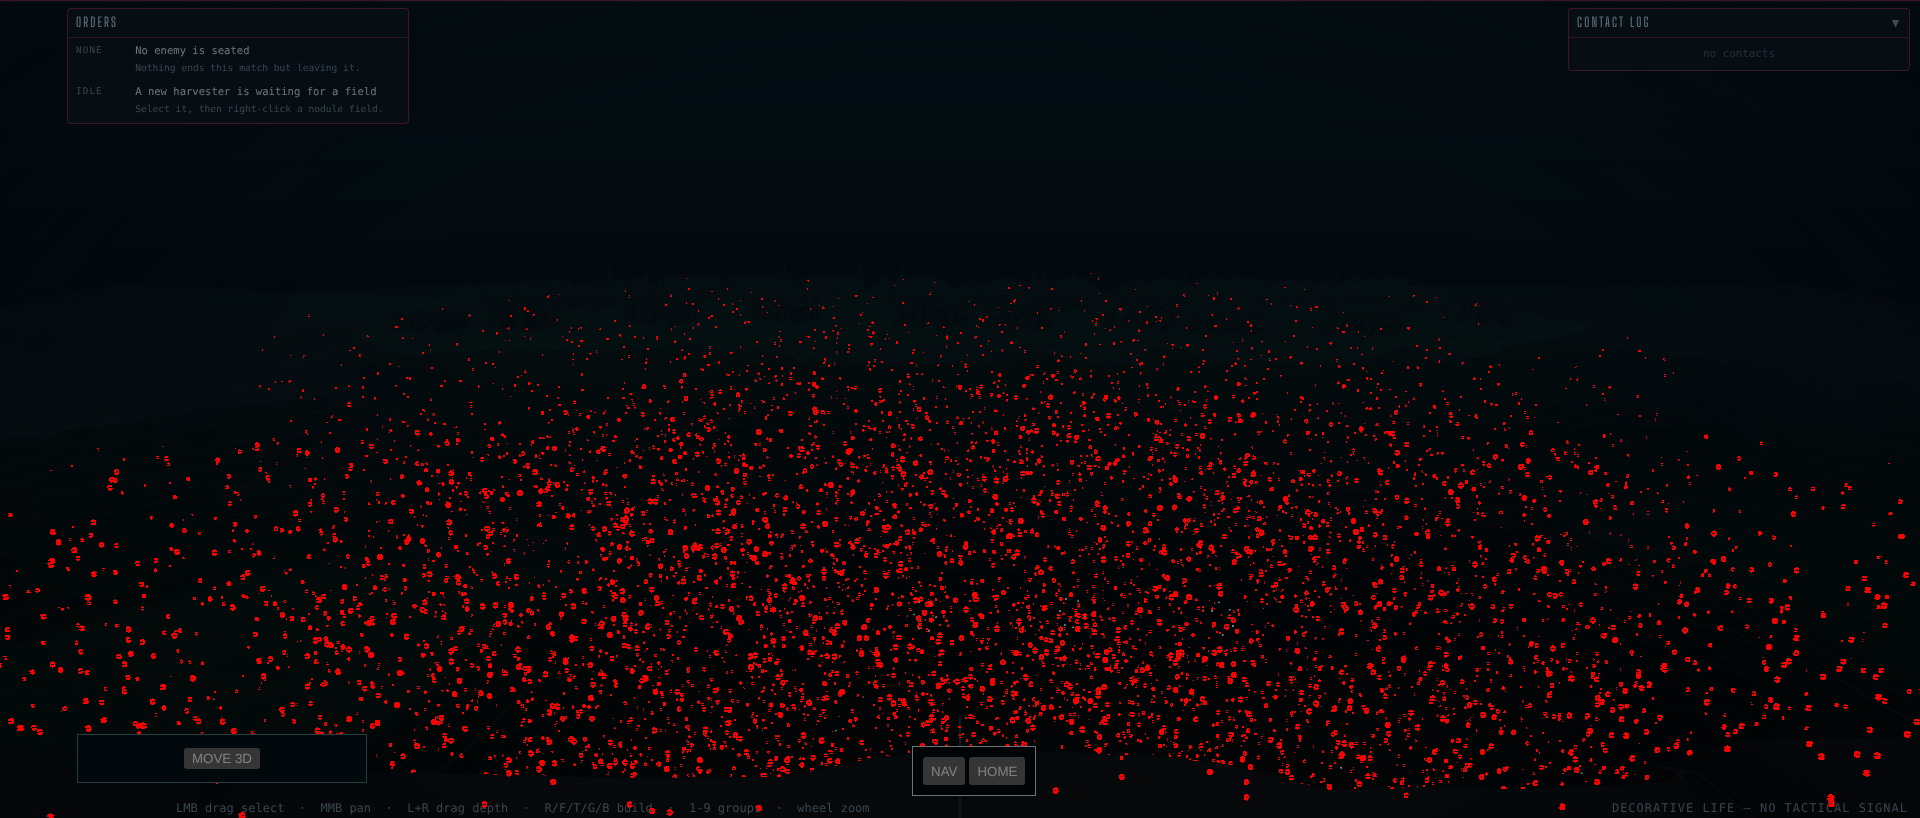 ORDERS
NONE No enemy is seated
Nothing ends this match but leaving it.
IDLE A new harvester is waiting for a field
Select it, then right-click a nodule field.
CONTACT LOG ▼
no contacts
MOVE 3D
NAV HOME
LMB drag select · MMB pan · L+R drag depth · R/F/T/G/B build · 1-9 groups · wheel zoom
DECORATIVE LIFE — NO TACTICAL SIGNAL